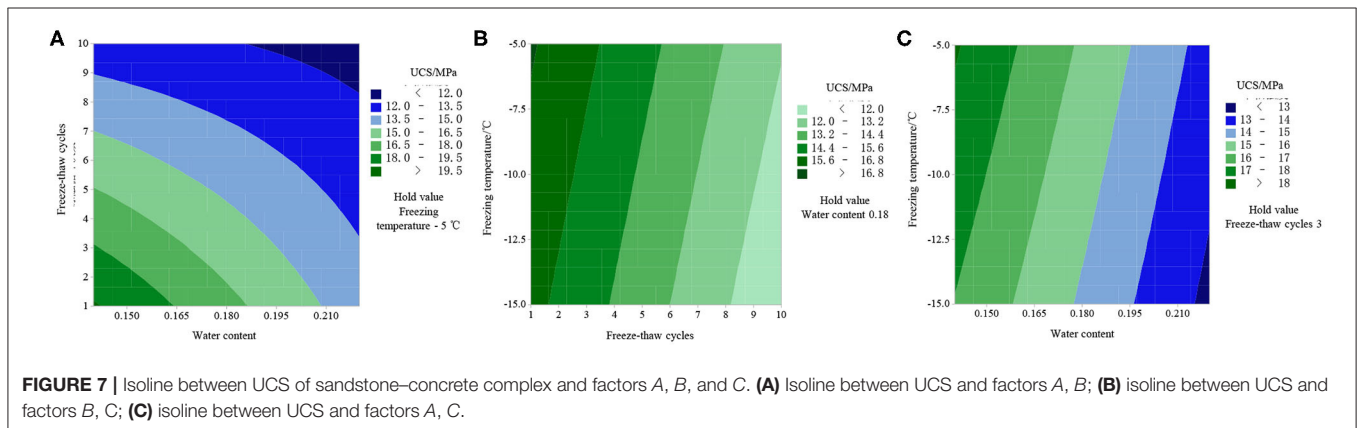 A
10
9
8
7
6
5
4
3
2
1
Freeze-thaw cycles
0.150
0.165
0.180
0.195
0.210
Water content
UCS/MPa
< 12.0
12.0 – 13.5
13.5 – 15.0
15.0 – 16.5
16.5 – 18.0
18.0 – 19.5
> 19.5
Hold value
Freezing
temperature - 5 ℃
B
-5.0
-7.5
-10.0
-12.5
-15.0
Freezing temperature/℃
1
2
3
4
5
6
7
8
9
10
Freeze-thaw cycles
UCS/MPa
< 12.0
12.0 – 13.2
13.2 – 14.4
14.4 – 15.6
15.6 – 16.8
> 16.8
Hold value
Water content 0.18
C
-5.0
-7.5
-10.0
-12.5
-15.0
Freezing temperature/℃
0.150
0.165
0.180
0.195
0.210
Water content
UCS/MPa
< 13
13 – 14
14 – 15
15 – 16
16 – 17
17 – 18
> 18
Hold value
Freeze-thaw cycles 3
FIGURE 7 | Isoline between UCS of sandstone–concrete complex and factors A, B, and C. (A) Isoline between UCS and factors A, B; (B) isoline between UCS and
factors B, C; (C) isoline between UCS and factors A, C.